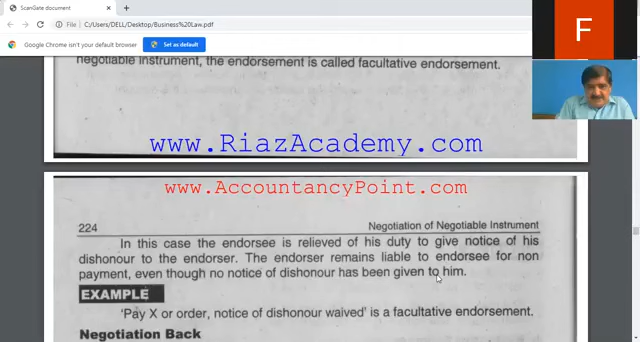 ScanGate document
C:/Users/DELL/Desktop/Business%20Law.pdf
Google Chrome isn't your default browser
Set as default
F
negotiable instrument, the endorsement is called facultative endorsement.
www.RiazAcademy.com
www.AccountancyPoint.com
224
Negotiation of Negotiable Instrument
In this case the endorsee is relieved of his duty to give notice of his
dishonour to the endorser. The endorser remains liable to endorsee for non
payment, even though no notice of dishonour has been given to him.
EXAMPLE
'Pay X or order, notice of dishonour waived' is a facultative endorsement.
Negotiation Back